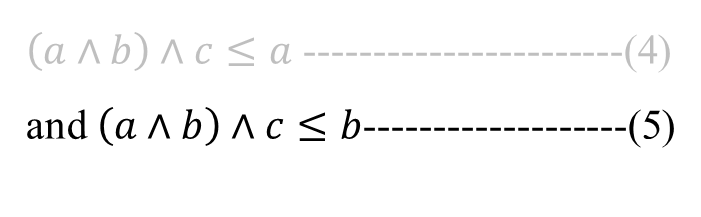 (𝑎 ∧ 𝑏) ∧ 𝑐 ≤ 𝑎 -----------------------(4)
and (𝑎 ∧ 𝑏) ∧ 𝑐 ≤ 𝑏-------------------(5)